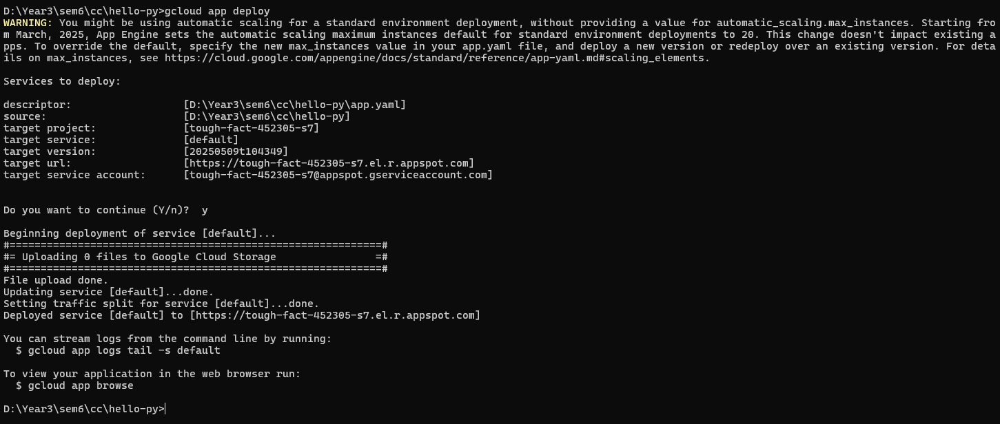 D:\Year3\sem6\cc\hello-py>gcloud app deploy
WARNING: You might be using automatic scaling for a standard environment deployment, without providing a value for automatic_scaling.max_instances. Starting fro
m March, 2025, App Engine sets the automatic scaling maximum instances default for standard environment deployments to 20. This change doesn't impact existing a
pps. To override the default, specify the new max_instances value in your app.yaml file, and deploy a new version or redeploy over an existing version. For deta
ils on max_instances, see https://cloud.google.com/appengine/docs/standard/reference/app-yaml.md#scaling_elements.
Services to deploy:
descriptor:                  [D:\Year3\sem6\cc\hello-py\app.yaml]
source:                      [D:\Year3\sem6\cc\hello-py]
target project:              [tough-fact-452305-s7]
target service:              [default]
target version:              [20250509t104349]
target url:                  [https://tough-fact-452305-s7.el.r.appspot.com]
target service account:      [tough-fact-452305-s7@appspot.gserviceaccount.com]
Do you want to continue (Y/n)?  y
Beginning deployment of service [default]...
#============================================================#
#= Uploading 0 files to Google Cloud Storage                =#
#============================================================#
File upload done.
Updating service [default]...done.
Setting traffic split for service [default]...done.
Deployed service [default] to [https://tough-fact-452305-s7.el.r.appspot.com]
You can stream logs from the command line by running:
  $ gcloud app logs tail -s default
To view your application in the web browser run:
  $ gcloud app browse
D:\Year3\sem6\cc\hello-py>